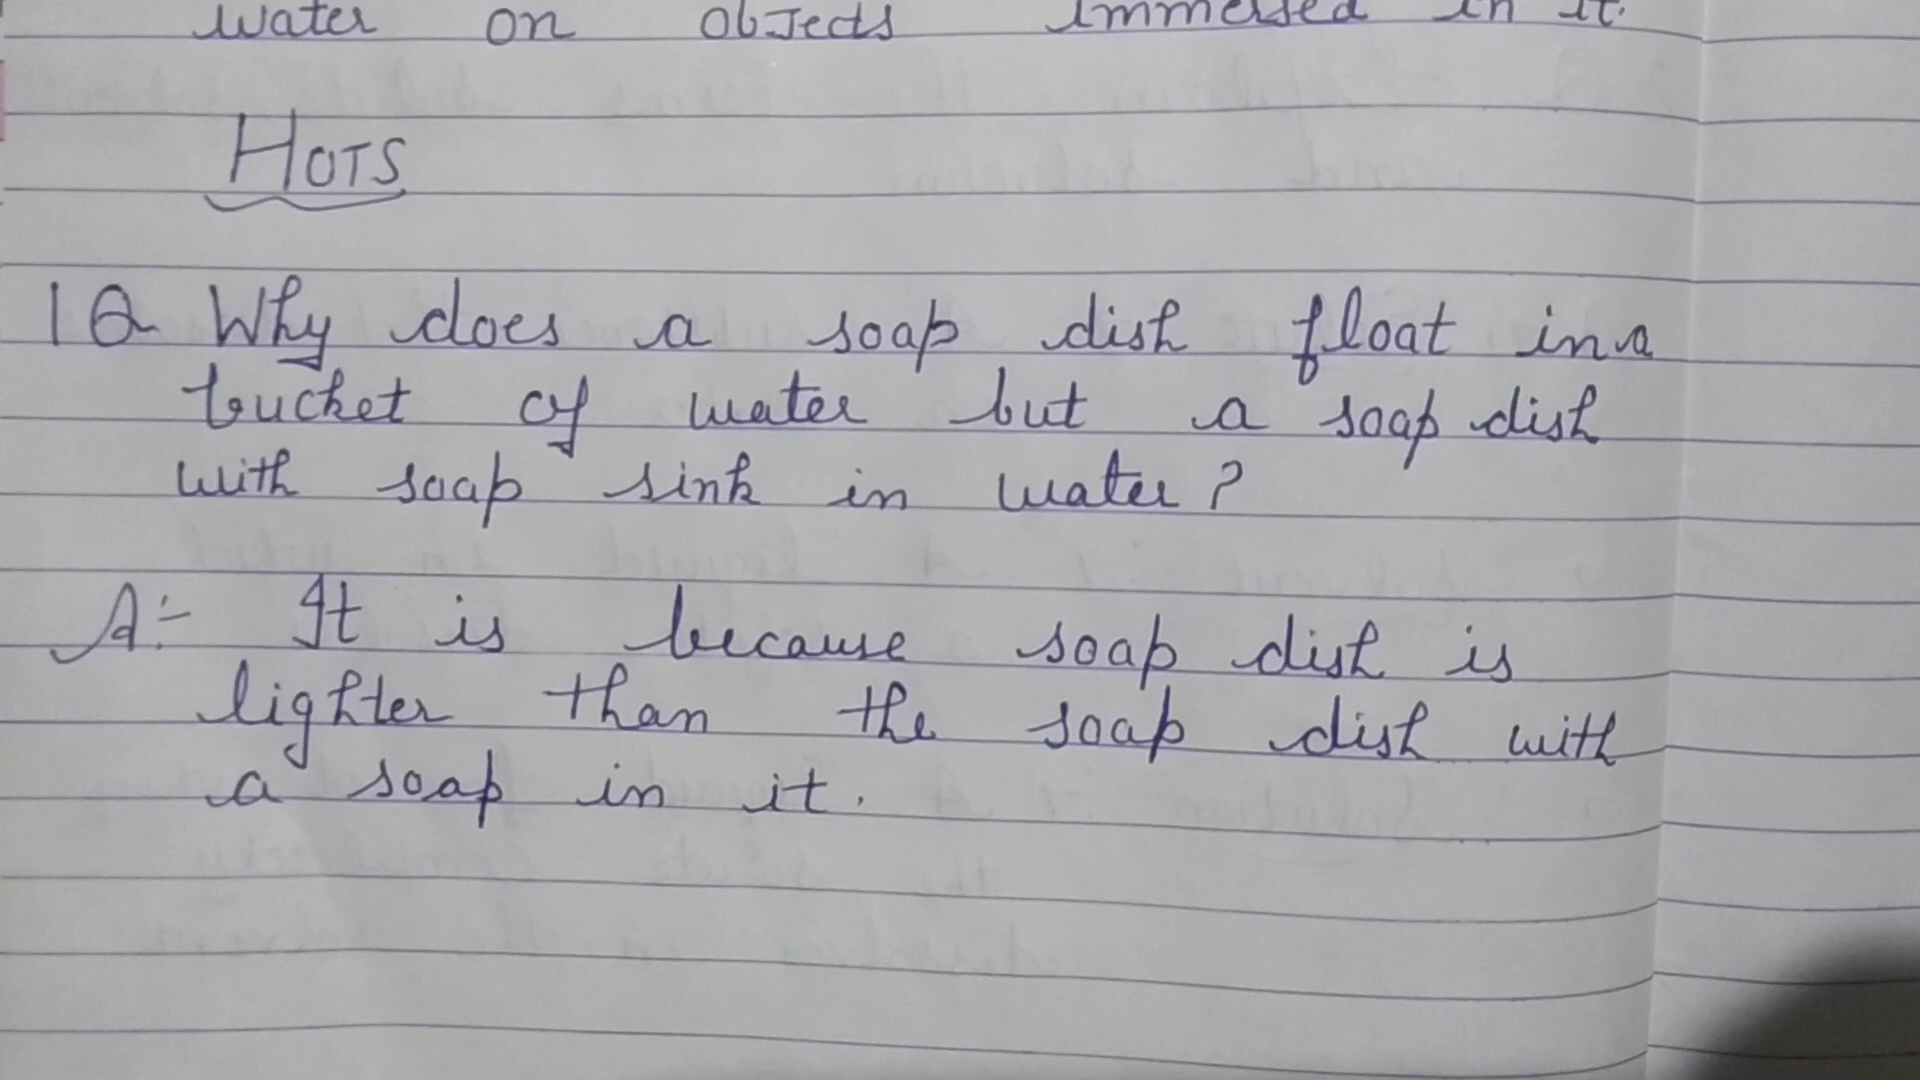 water on objects immersed in it.
HOTS
1Q Why does a soap dish float in a
bucket of water but a soap dish
with soap sink in water?
A:- It is because soap dish is
lighter than the soap dish with
a soap in it.